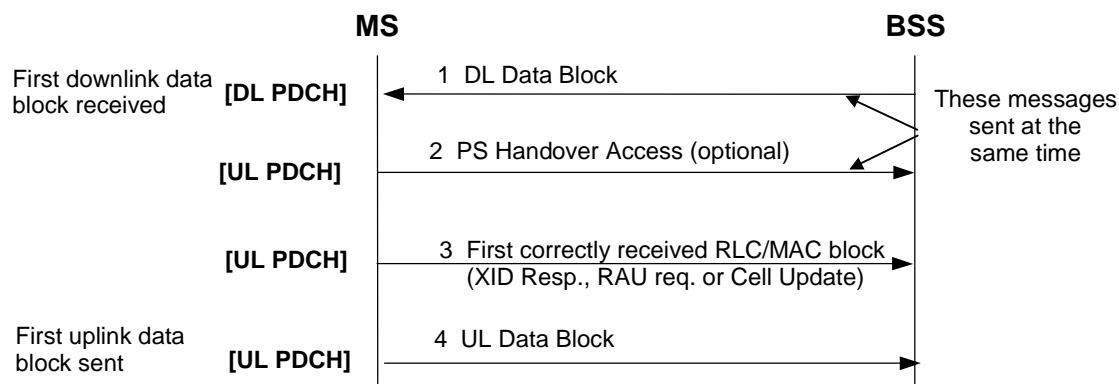 MS
BSS
First downlink data
block received
[DL PDCH]
1 DL Data Block
These messages
sent at the
same time
2 PS Handover Access (optional)
[UL PDCH]
[UL PDCH]
3 First correctly received RLC/MAC block
(XID Resp., RAU req. or Cell Update)
First uplink data
block sent
[UL PDCH]
4 UL Data Block